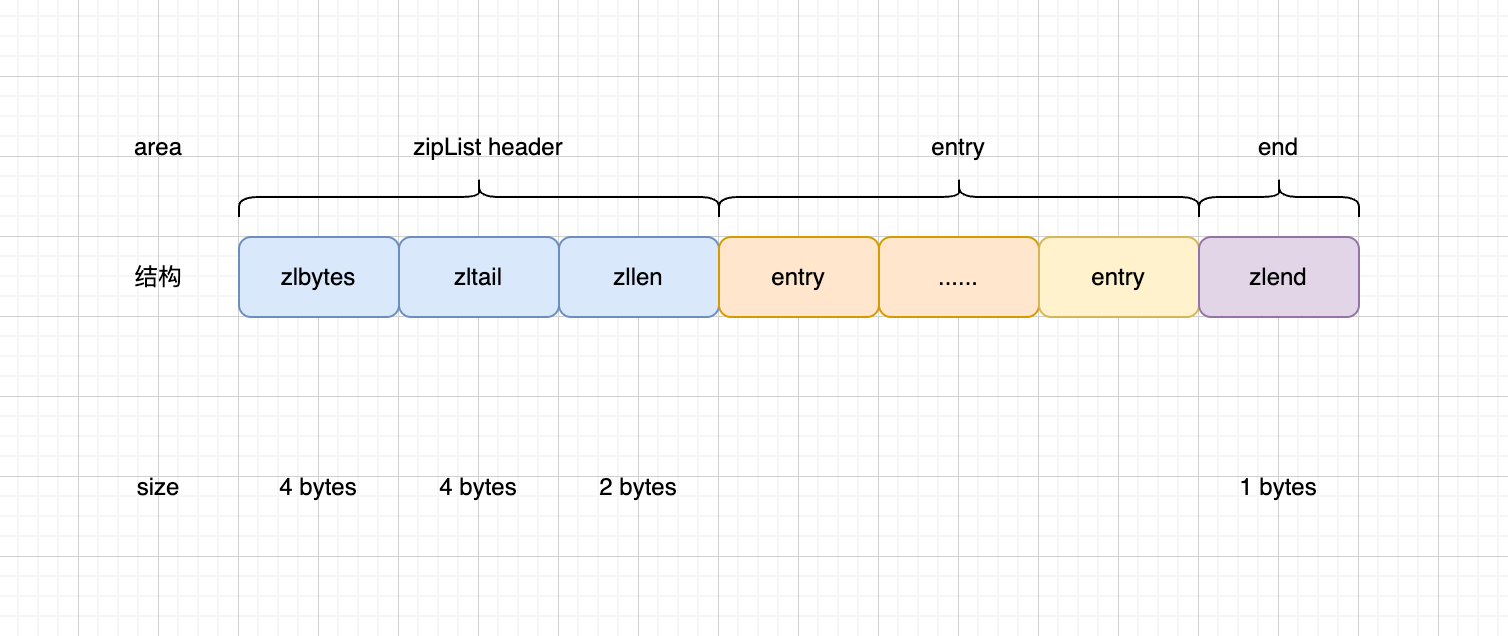 area zipList header entry end
结构 zlbytes zltail zllen entry ...... entry zlend
size 4 bytes 4 bytes 2 bytes 1 bytes